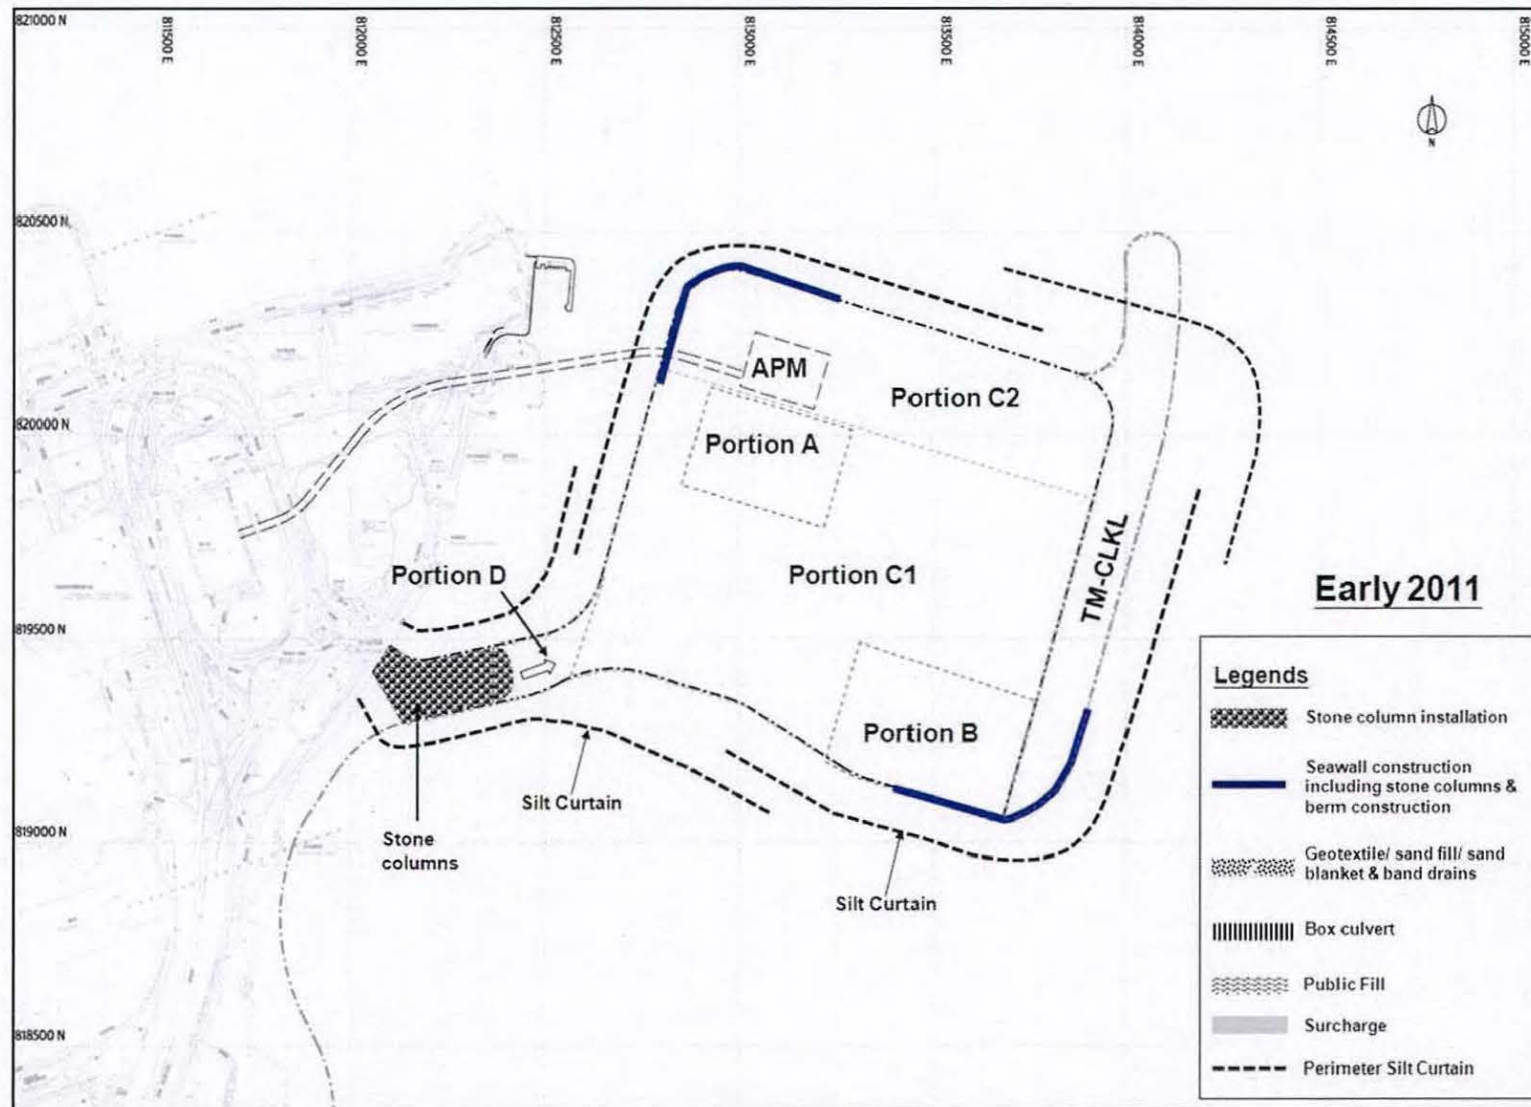 821000 N
811500 E
812000 E
812500 E
813000 E
813500 E
814000 E
814500 E
815000 E
N
820500 N
APM
Portion C2
820000 N
Portion A
TM-CLKL
Portion D
Portion C1
Early 2011
819500 N
Portion B
Silt Curtain
Stone
columns
819000 N
Silt Curtain
818500 N
Legends
Stone column installation
Seawall construction
including stone columns &
berm construction
Geotextile/ sand fill/ sand
blanket & band drains
Box culvert
Public Fill
Surcharge
Perimeter Silt Curtain